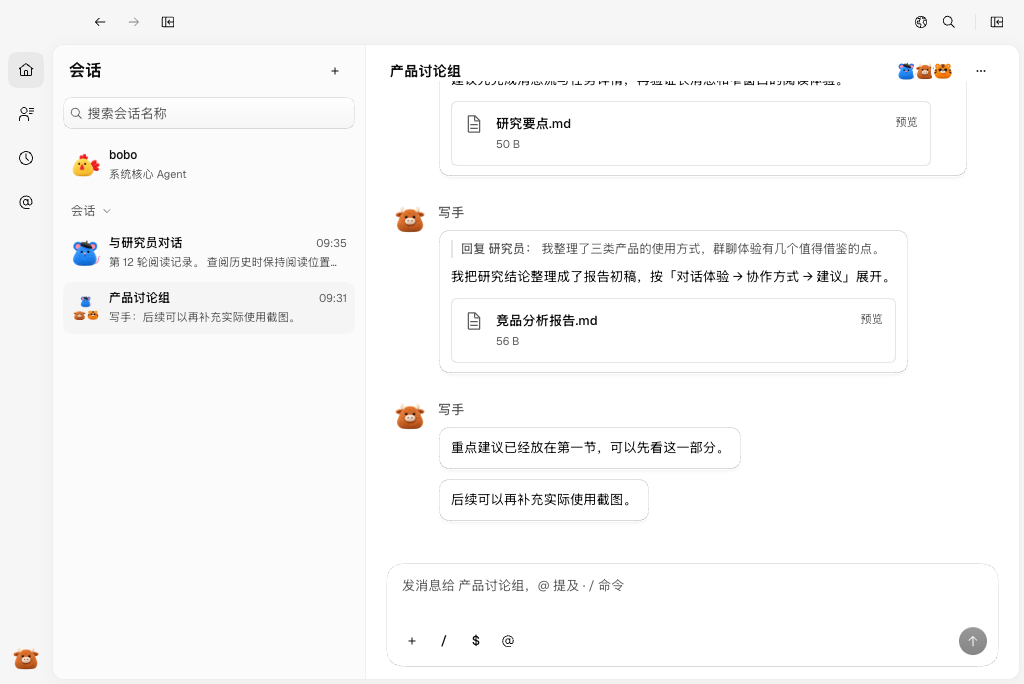 会话
+
搜索会话名称
bobo
系统核心 Agent
会话
与研究员对话
09:35
第 12 轮阅读记录。 查阅历史时保持阅读位置…
产品讨论组
09:31
写手：后续可以再补充实际使用截图。
产品讨论组
研究要点.md
预览
50 B
写手
回复 研究员： 我整理了三类产品的使用方式，群聊体验有几个值得借鉴的点。
我把研究结论整理成了报告初稿，按「对话体验 → 协作方式 → 建议」展开。
竞品分析报告.md
预览
56 B
写手
重点建议已经放在第一节，可以先看这一部分。
后续可以再补充实际使用截图。
发消息给 产品讨论组，@ 提及 · / 命令
+ / $ @